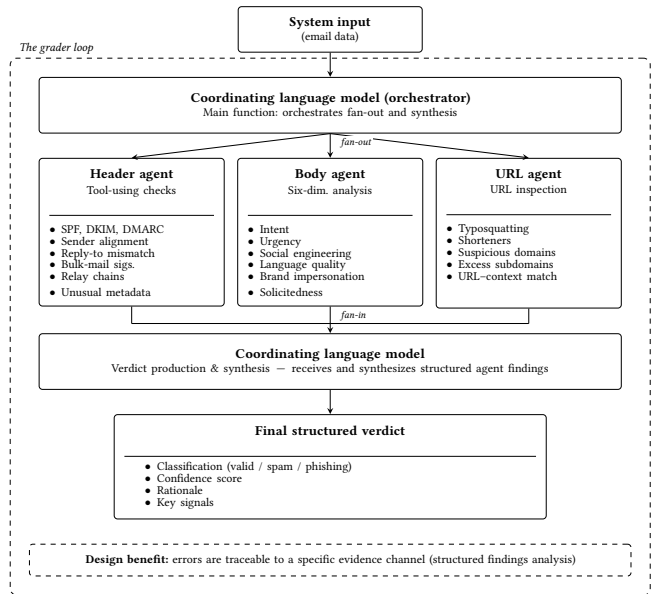 System input
(email data)
The grader loop
Coordinating language model (orchestrator)
Main function: orchestrates fan-out and synthesis
fan-out
Header agent
Tool-using checks
● SPF, DKIM, DMARC
● Sender alignment
● Reply-to mismatch
● Bulk-mail sigs.
● Relay chains
● Unusual metadata
Body agent
Six-dim. analysis
● Intent
● Urgency
● Social engineering
● Language quality
● Brand impersonation
● Solicitedness
URL agent
URL inspection
● Typosquatting
● Shorteners
● Suspicious domains
● Excess subdomains
● URL–context match
fan-in
Coordinating language model
Verdict production & synthesis — receives and synthesizes structured agent findings
Final structured verdict
● Classification (valid / spam / phishing)
● Confidence score
● Rationale
● Key signals
Design benefit: errors are traceable to a specific evidence channel (structured findings analysis)